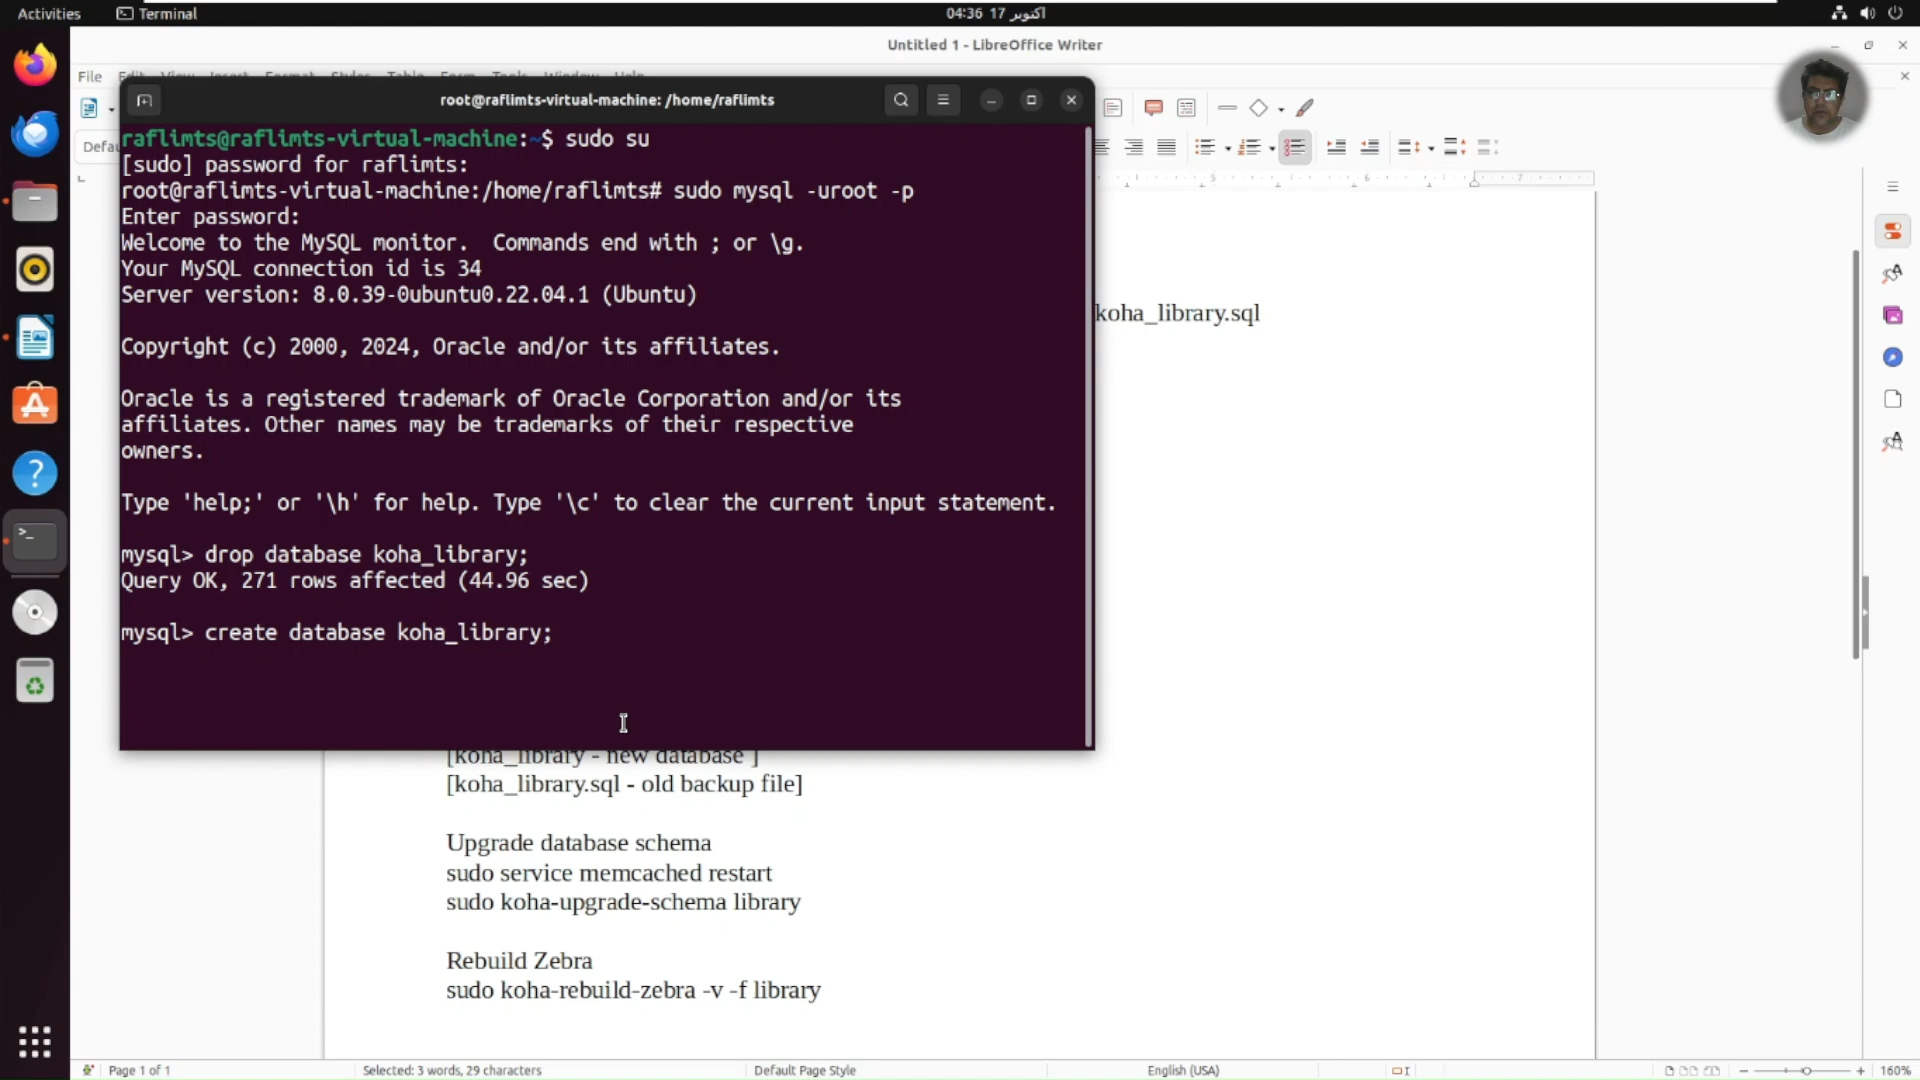 Activities
Terminal
04:36 17 اکتوبر
Untitled 1 - LibreOffice Writer
File
root@raflimts-virtual-machine: /home/raflimts
raflimts@raflimts-virtual-machine:~$ sudo su
[sudo] password for raflimts:
root@raflimts-virtual-machine:/home/raflimts# sudo mysql -uroot -p
Enter password:
Welcome to the MySQL monitor.  Commands end with ; or \g.
Your MySQL connection id is 34
Server version: 8.0.39-0ubuntu0.22.04.1 (Ubuntu)
Copyright (c) 2000, 2024, Oracle and/or its affiliates.
Oracle is a registered trademark of Oracle Corporation and/or its
affiliates. Other names may be trademarks of their respective
owners.
Type 'help;' or '\h' for help. Type '\c' to clear the current input statement.
mysql> drop database koha_library;
Query OK, 271 rows affected (44.96 sec)
mysql> create database koha_library;
koha_library.sql
[koha_library - new database ]
[koha_library.sql - old backup file]
Upgrade database schema
sudo service memcached restart
sudo koha-upgrade-schema library
Rebuild Zebra
sudo koha-rebuild-zebra -v -f library
Page 1 of 1
Selected: 3 words, 29 characters
Default Page Style
English (USA)
160%